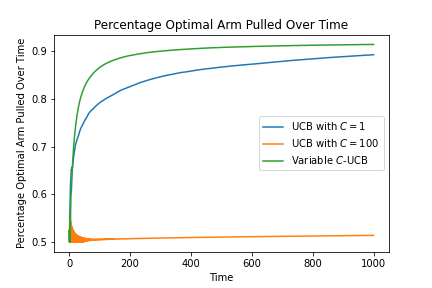 Percentage Optimal Arm Pulled Over Time
Percentage Optimal Arm Pulled Over Time
0.9
0.8
0.7
0.6
0.5
UCB with C = 1
UCB with C = 100
Variable C-UCB
0 200 400 600 800 1000
Time